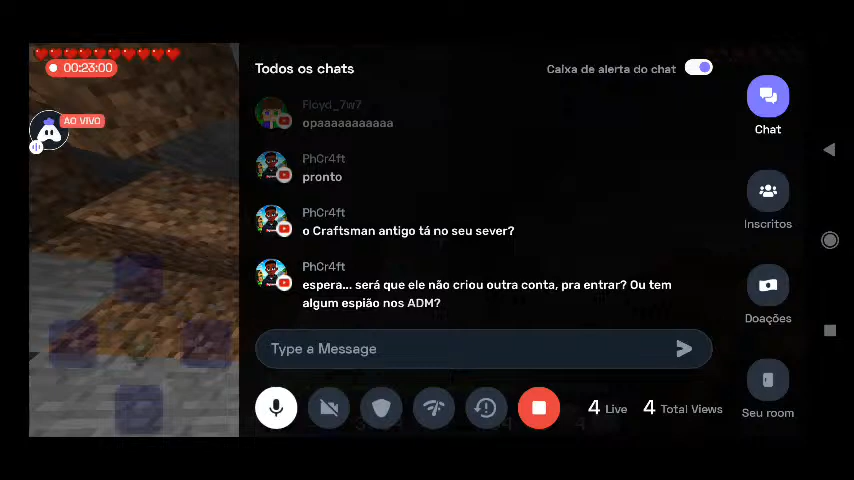 00:23:00
AO VIVO
Todos os chats
Caixa de alerta do chat
Floyd_7w7
opaaaaaaaaaaa
PhCr4ft
pronto
PhCr4ft
o Craftsman antigo tá no seu sever?
PhCr4ft
espera... será que ele não criou outra conta, pra entrar? Ou tem
algum espião nos ADM?
Type a Message
4 Live 4 Total Views
Chat
Inscritos
Doações
Seu room